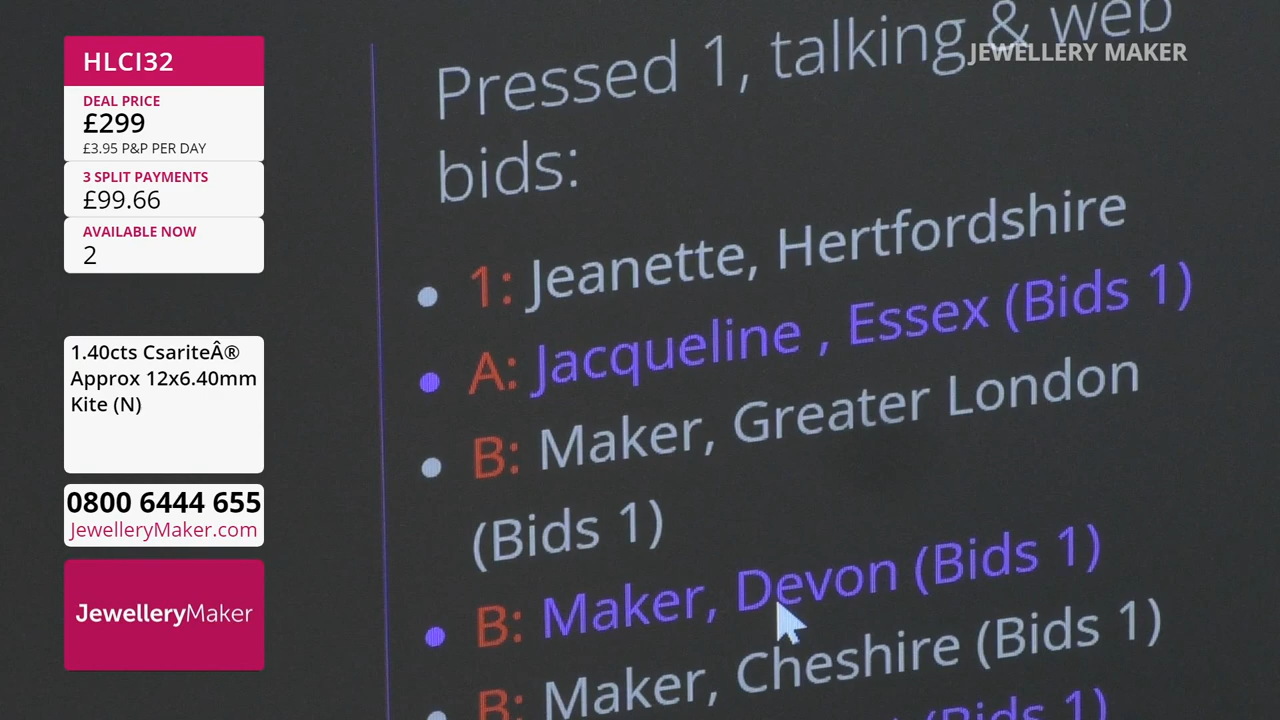 HLCI32
DEAL PRICE
£299
£3.95 P&P PER DAY
3 SPLIT PAYMENTS
£99.66
AVAILABLE NOW
2
1.40cts CsariteÂ®
Approx 12x6.40mm
Kite (N)
0800 6444 655
JewelleryMaker.com
JewelleryMaker
JEWELLERY MAKER
Pressed 1, talking & web
bids:
1: Jeanette, Hertfordshire
A: Jacqueline , Essex (Bids 1)
B: Maker, Greater London
(Bids 1)
B: Maker, Devon (Bids 1)
B: Maker, Cheshire (Bids 1)
(Bids 1)